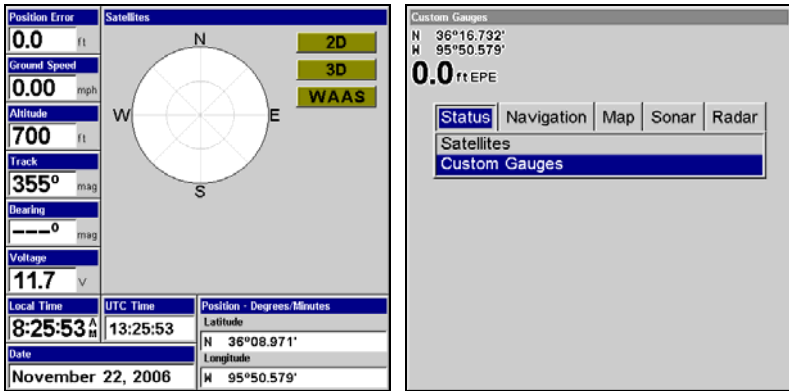 Position Error
0.0 ft
Ground Speed
0.00 mph
Altitude
700 ft
Track
355° mag
Bearing
---° mag
Voltage
11.7 V
Local Time
8:25:53 AM
UTC Time
13:25:53
Date
November 22, 2006
Satellites
N
W
E
S
2D
3D
WAAS
Position - Degrees/Minutes
Latitude
N 36°08.971'
Longitude
W 95°50.579'
Custom Gauges
N 36°16.732'
W 95°50.579'
0.0 ft EPE
Status Navigation Map Sonar Radar
Satellites
Custom Gauges